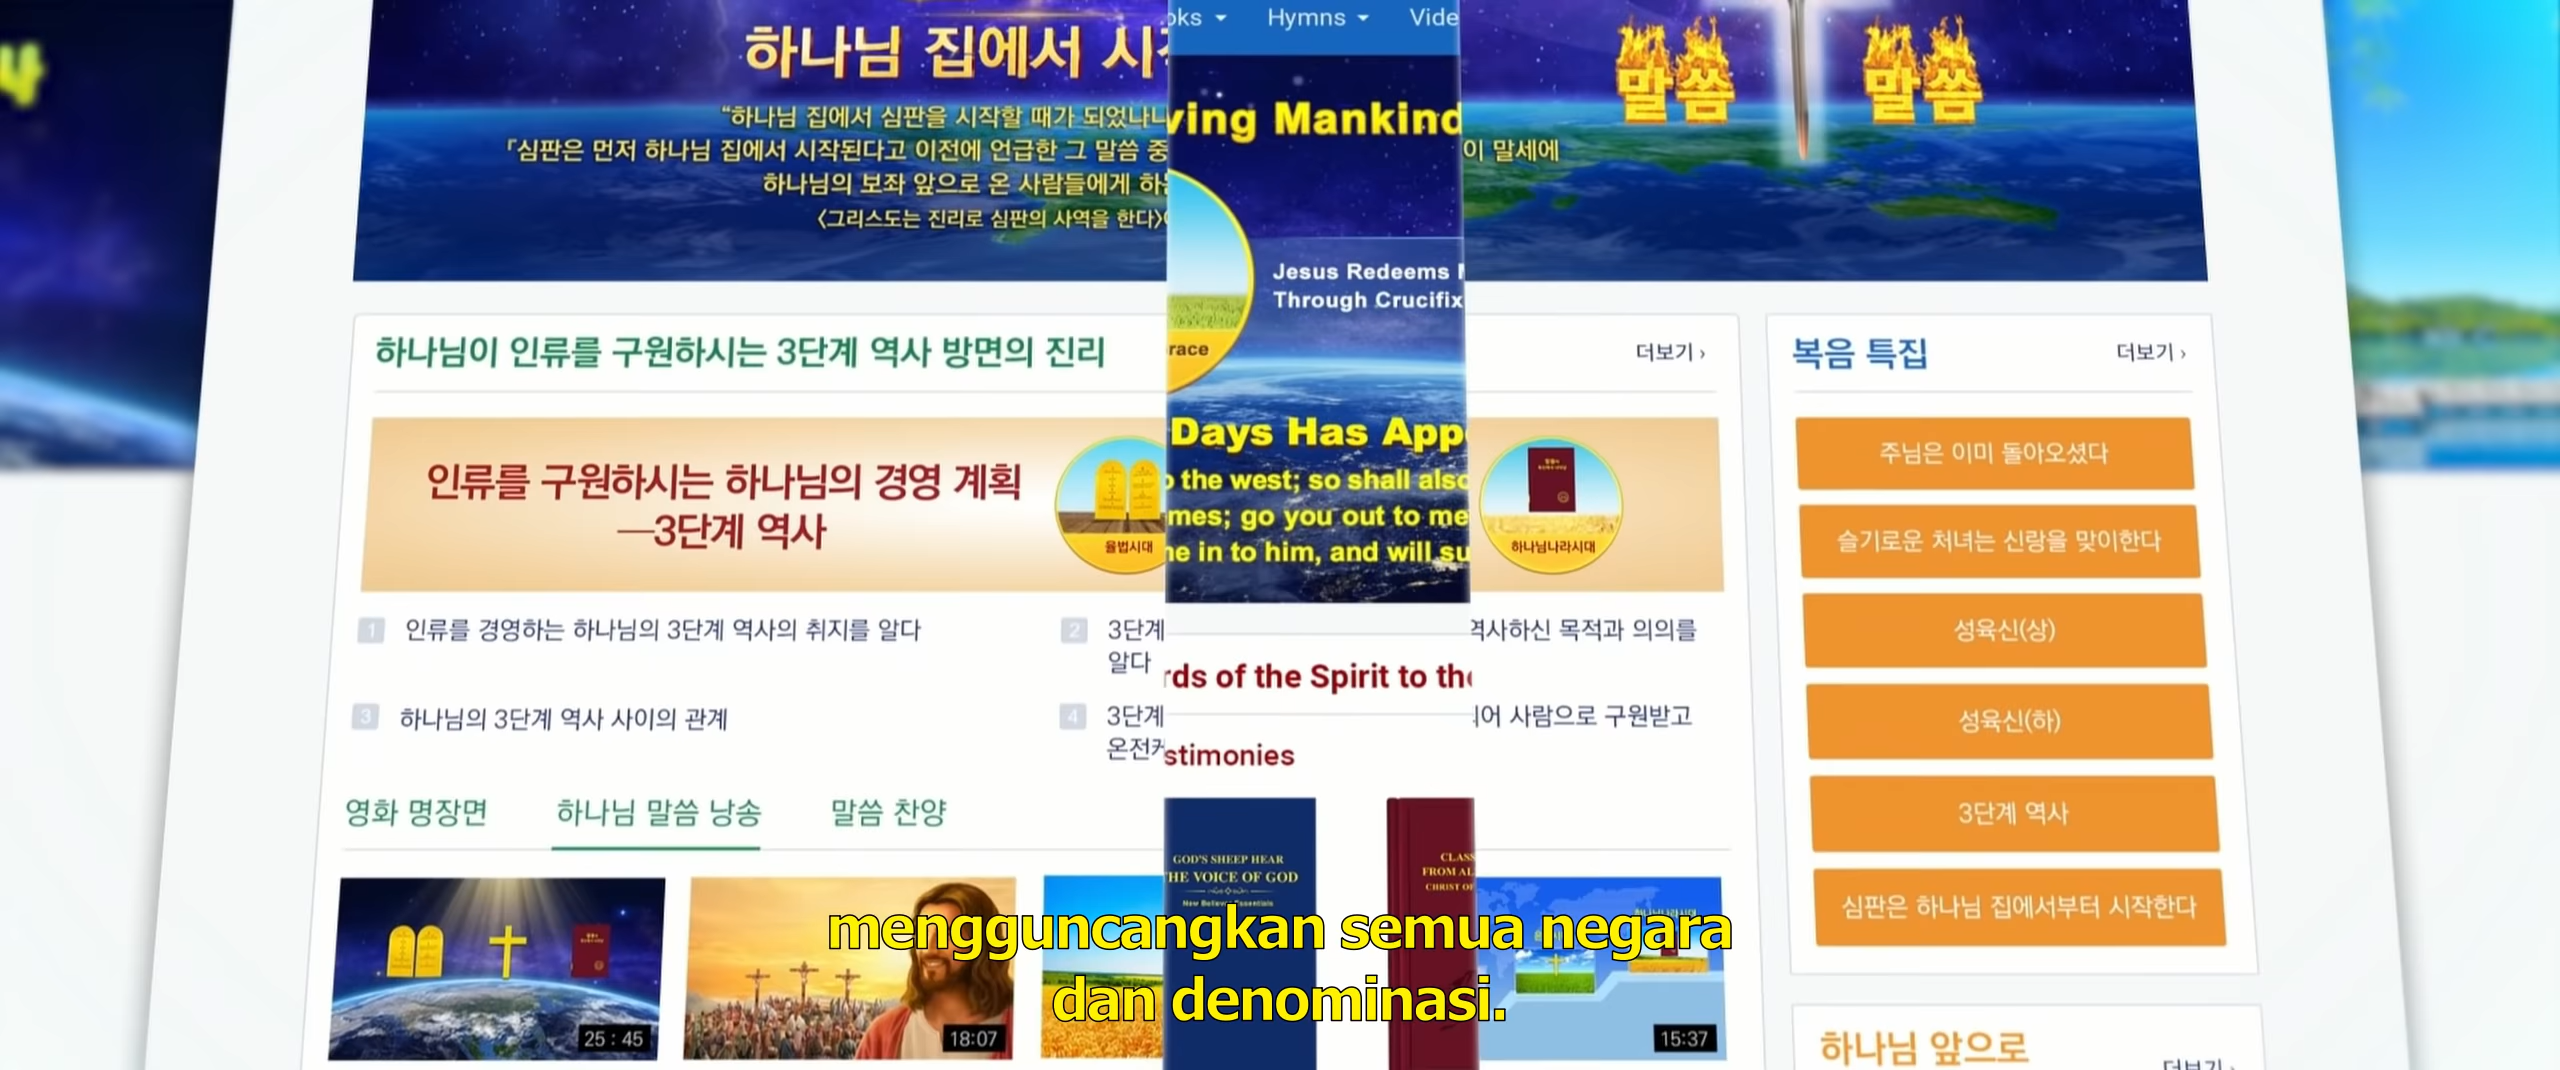 하나님 집에서
"하나님 집에서 심판을 시작할 때가 되었나니
『심판은 먼저 하나님 집에서 시작된다고 이전에 언급한 그 말씀 중
이 말세에
하나님의 보좌 앞으로 온 사람들에게
〈그리스도는 진리로 심판의 사역을 한다〉
말씀
말씀
Hymns
Mankind
Jesus Redeems
Through Crucifix
Days Has App
the west; so shall also
mes; go you out to me
in to him, and will su
rds of the Spirit to the
stimonies
GOD'S SHEEP HEAR
THE VOICE OF GOD
New Believer Essentials
CLASS
FROM AL
CHRIST OF
하나님이 인류를 구원하시는 3단계 역사 방면의 진리
더보기 ›
인류를 구원하시는 하나님의 경영 계획
—3단계 역사
율법시대
하나님나라시대
1 인류를 경영하는 하나님의 3단계 역사의 취지를 알다
2 3단계
역사하신 목적과 의의를
알다
3 하나님의 3단계 역사 사이의 관계
4 3단계
사람으로 구원받고
영화 명장면 하나님 말씀 낭송 말씀 찬양
25:45
18:07
15:37
복음 특집 더보기 ›
주님은 이미 돌아오셨다
슬기로운 처녀는 신랑을 맞이한다
성육신(상)
성육신(하)
3단계 역사
심판은 하나님 집에서부터 시작한다
하나님 앞으로
더보기
mengguncangkan semua negara
dan denominasi.